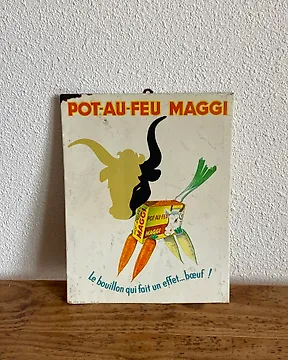 POT-AU-FEU MAGGI
MAGGI
POT-AU-FEU
MAGGI
Le bouillon qui fait un effet...bœuf !